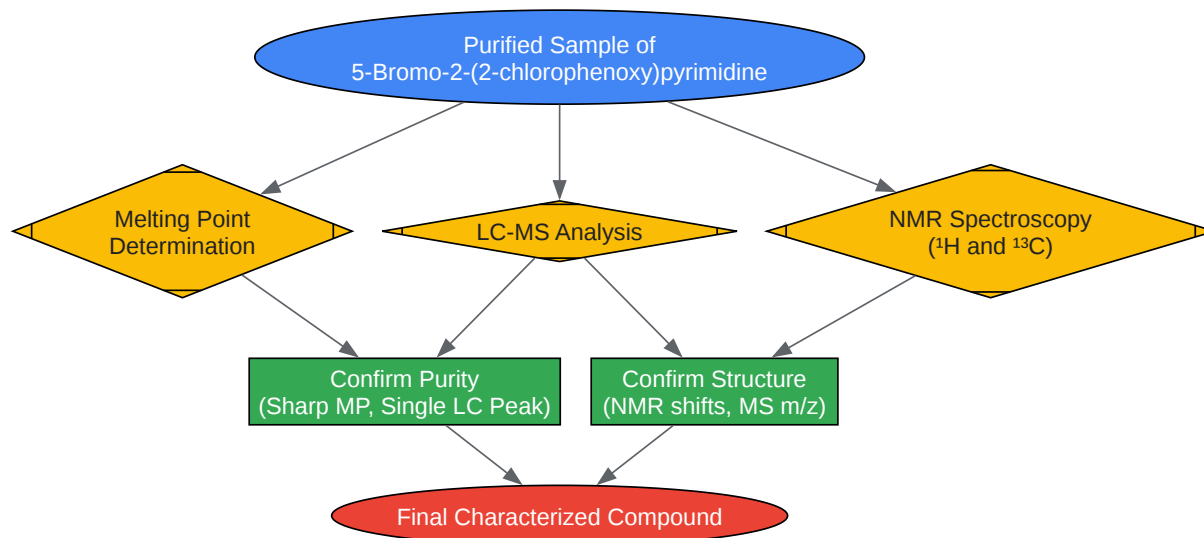 Purified Sample of
5-Bromo-2-(2-chlorophenoxy)pyrimidine
Melting Point
Determination
LC-MS Analysis
NMR Spectroscopy
(¹H and ¹³C)
Confirm Purity
(Sharp MP, Single LC Peak)
Confirm Structure
(NMR shifts, MS m/z)
Final Characterized Compound